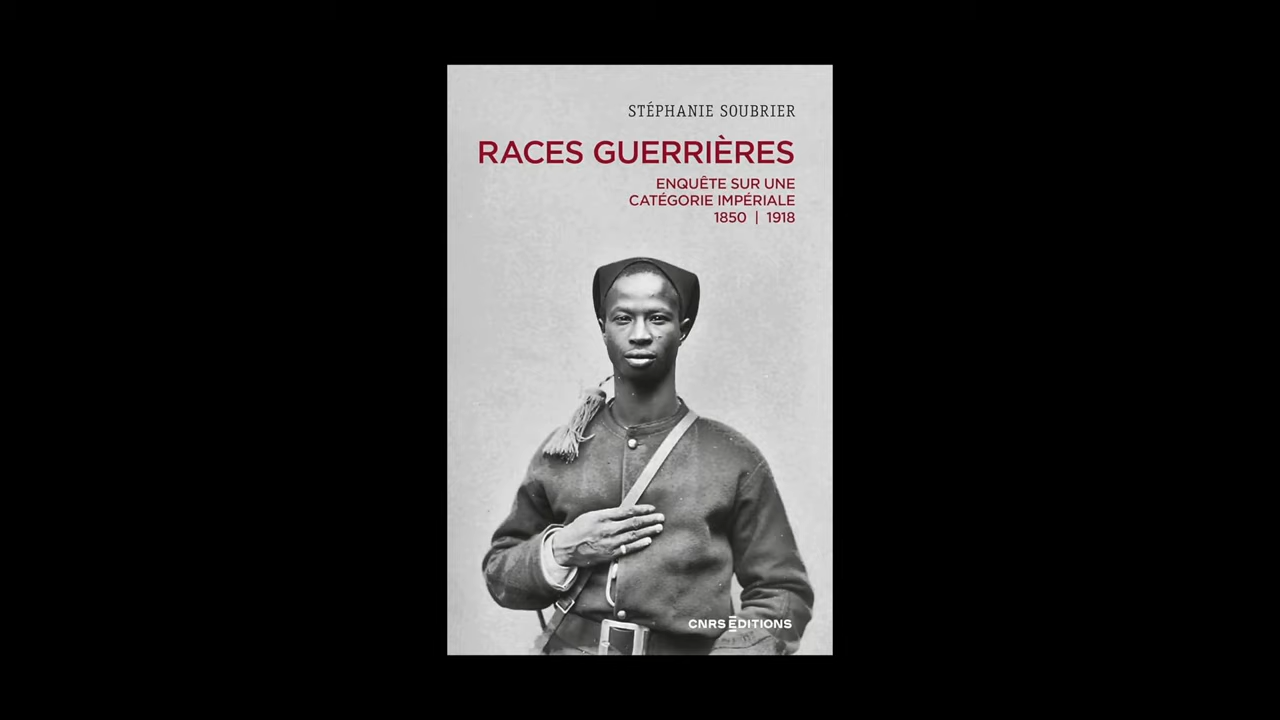 STÉPHANIE SOUBRIER
RACES GUERRIÈRES
ENQUÊTE SUR UNE
CATÉGORIE IMPÉRIALE
1850 | 1918
CNRS ÉDITIONS